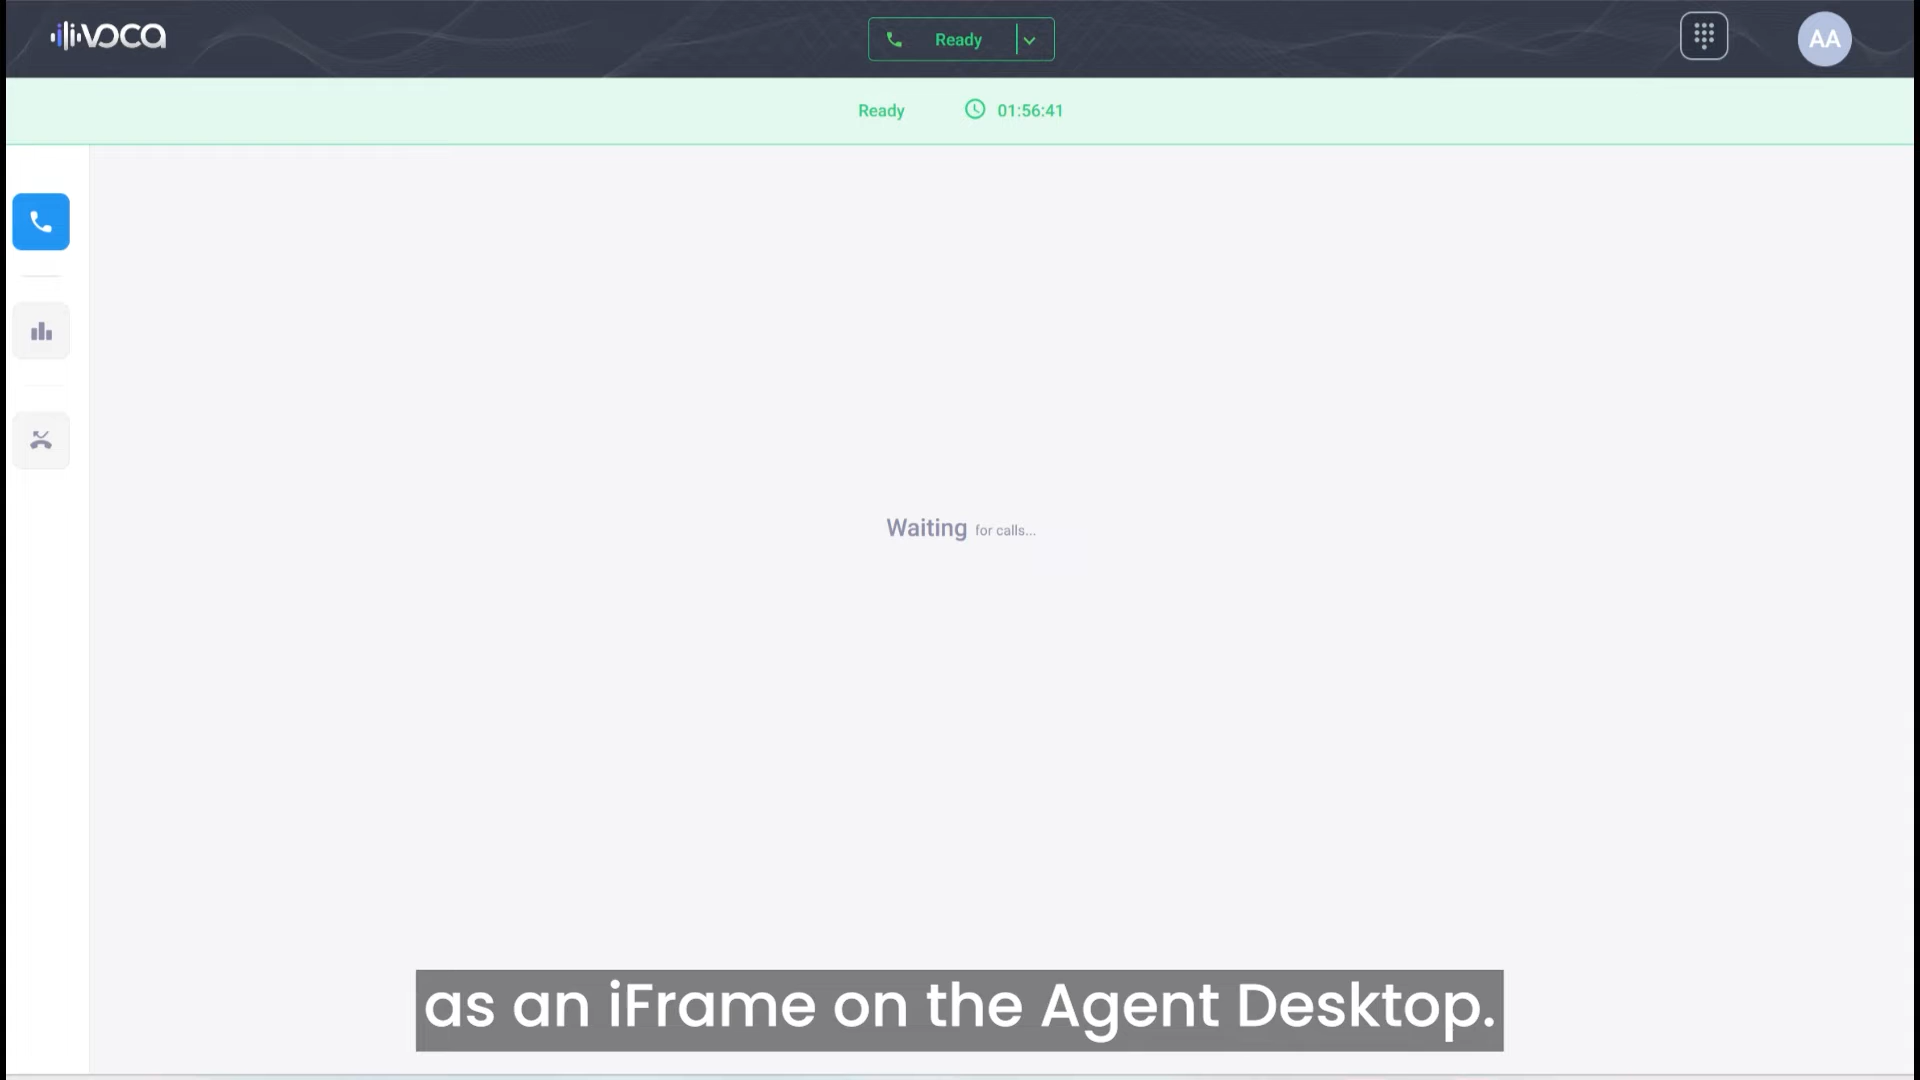 voca
Ready
AA
Ready 01:56:41
Waiting for calls...
as an iFrame on the Agent Desktop.